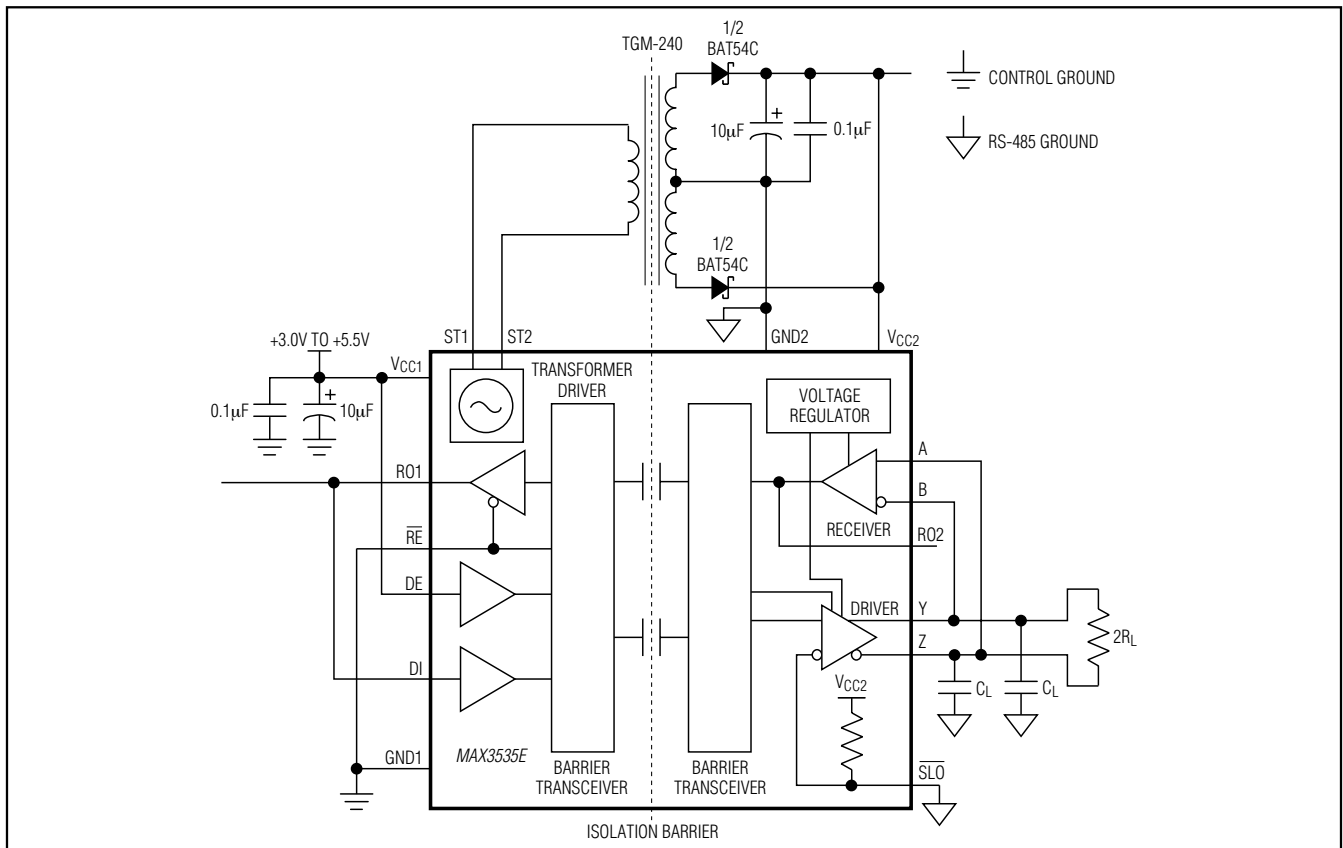 1/2
BAT54C
TGM-240
CONTROL GROUND
10µF
+
0.1µF
RS-485 GROUND
1/2
BAT54C
ST1
ST2
GND2
VCC2
+3.0V TO +5.5V
VCC1
0.1µF
+
10µF
TRANSFORMER
DRIVER
VOLTAGE
REGULATOR
A
RO1
B
RECEIVER
RO2
RE
DE
DRIVER
Y
Z
2RL
DI
CL
CL
VCC2
GND1
MAX3535E
BARRIER
TRANSCEIVER
BARRIER
TRANSCEIVER
SLO
ISOLATION BARRIER